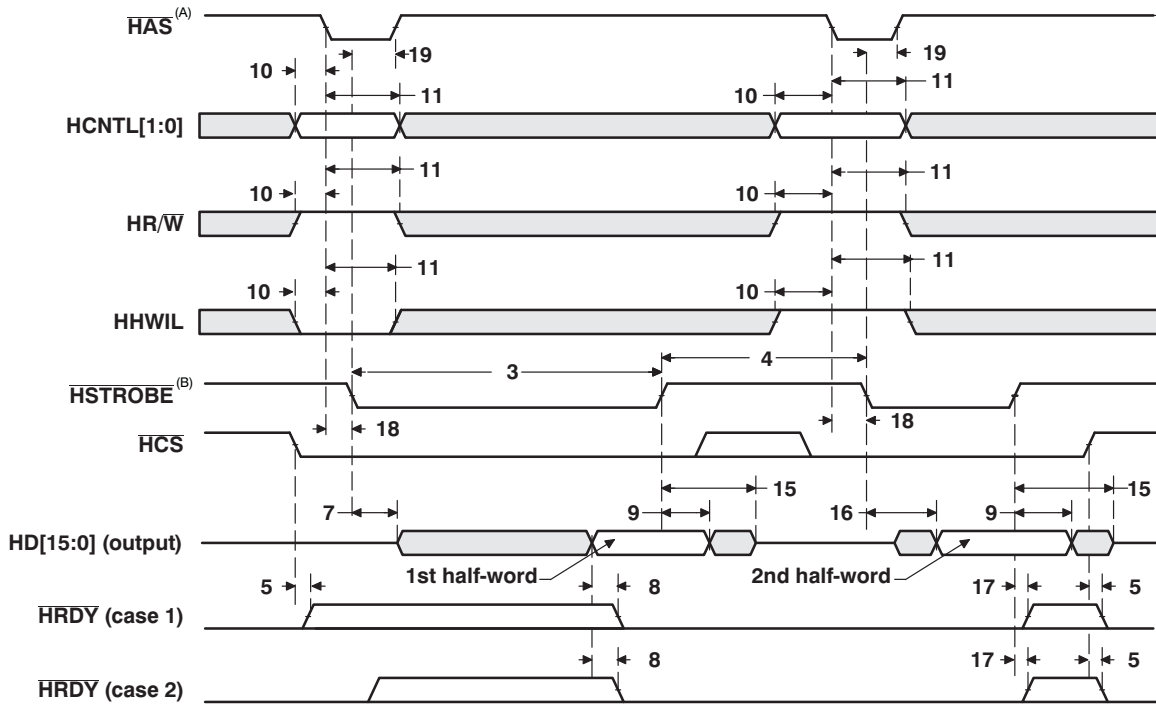 HAS (A)
19
19
10
11
10
11
HCNTL[1:0]
11
11
10
10
HR/W
11
11
10
10
HHWIL
4
3
HSTROBE (B)
18
18
HCS
15
15
7
9
16
9
HD[15:0] (output)
1st half-word
2nd half-word
5
8
17
5
HRDY (case 1)
8
17
5
HRDY (case 2)